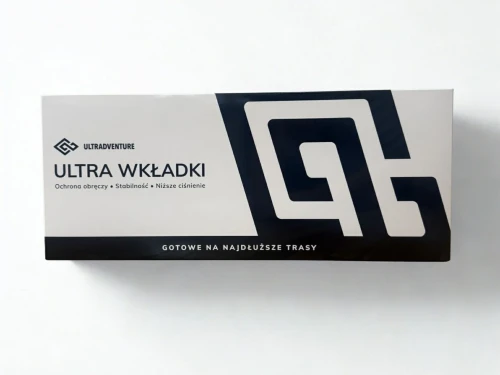 ULTRADVENTURE
ULTRA WKŁADKI
Ochrona obręczy • Stabilność • Niższe ciśnienie
GOTOWE NA NAJDŁUŻSZE TRASY